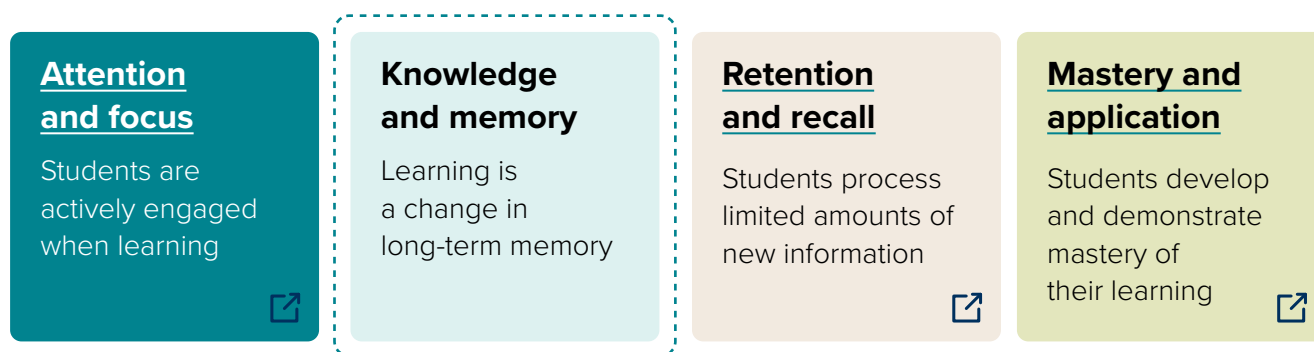 Attention
and focus
Students are
actively engaged
when learning
Knowledge
and memory
Learning is
a change in
long-term memory
Retention
and recall
Students process
limited amounts of
new information
Mastery and
application
Students develop
and demonstrate
mastery of
their learning